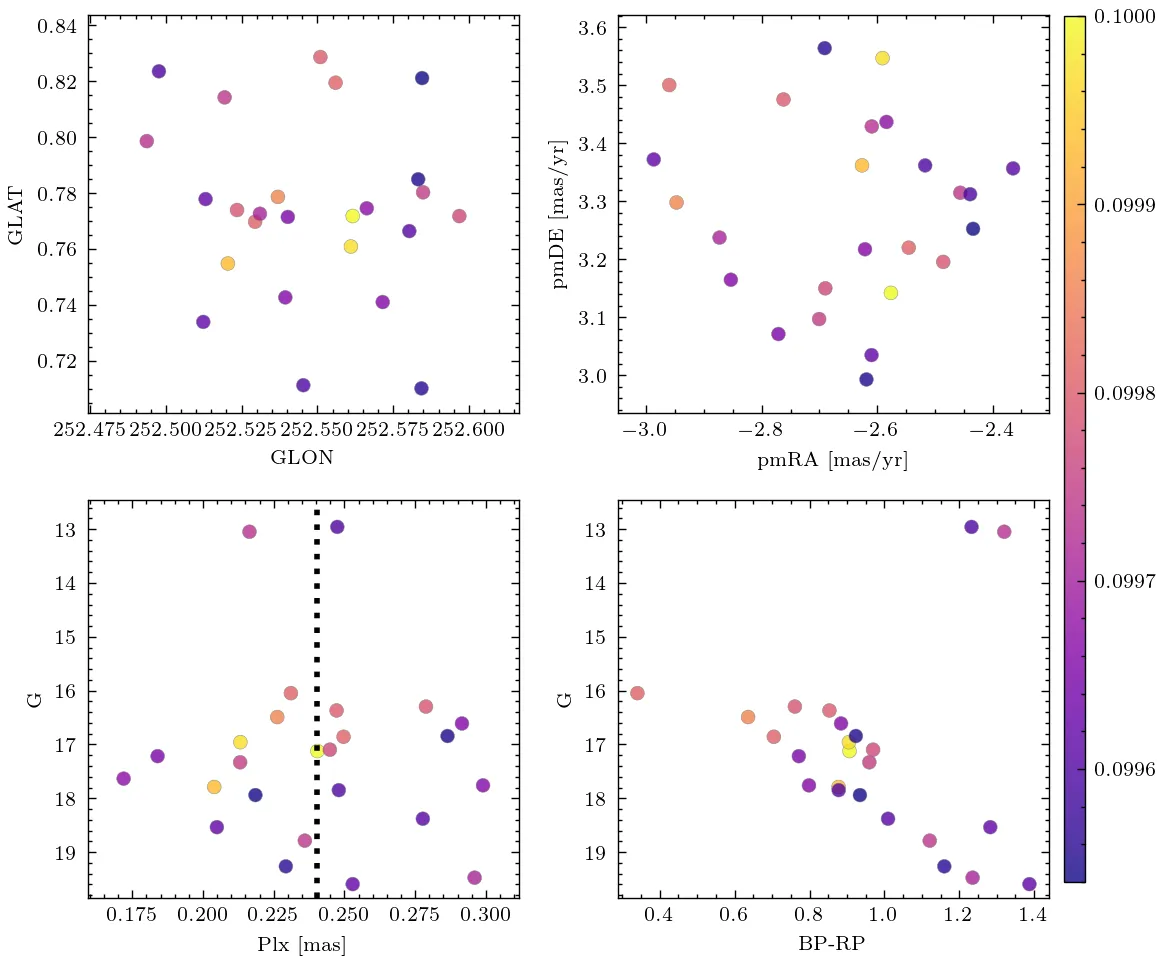 0.84
0.82
0.80
0.78
0.76
0.74
0.72
GLAT
252.475 252.500 252.525 252.550 252.575 252.600
GLON
3.6
3.5
3.4
3.3
3.2
3.1
3.0
pmDE [mas/yr]
−3.0 −2.8 −2.6 −2.4
pmRA [mas/yr]
0.1000
0.0999
0.0998
0.0997
0.0996
13
14
15
16
17
18
19
G
0.175 0.200 0.225 0.250 0.275 0.300
Plx [mas]
13
14
15
16
17
18
19
G
0.4 0.6 0.8 1.0 1.2 1.4
BP-RP